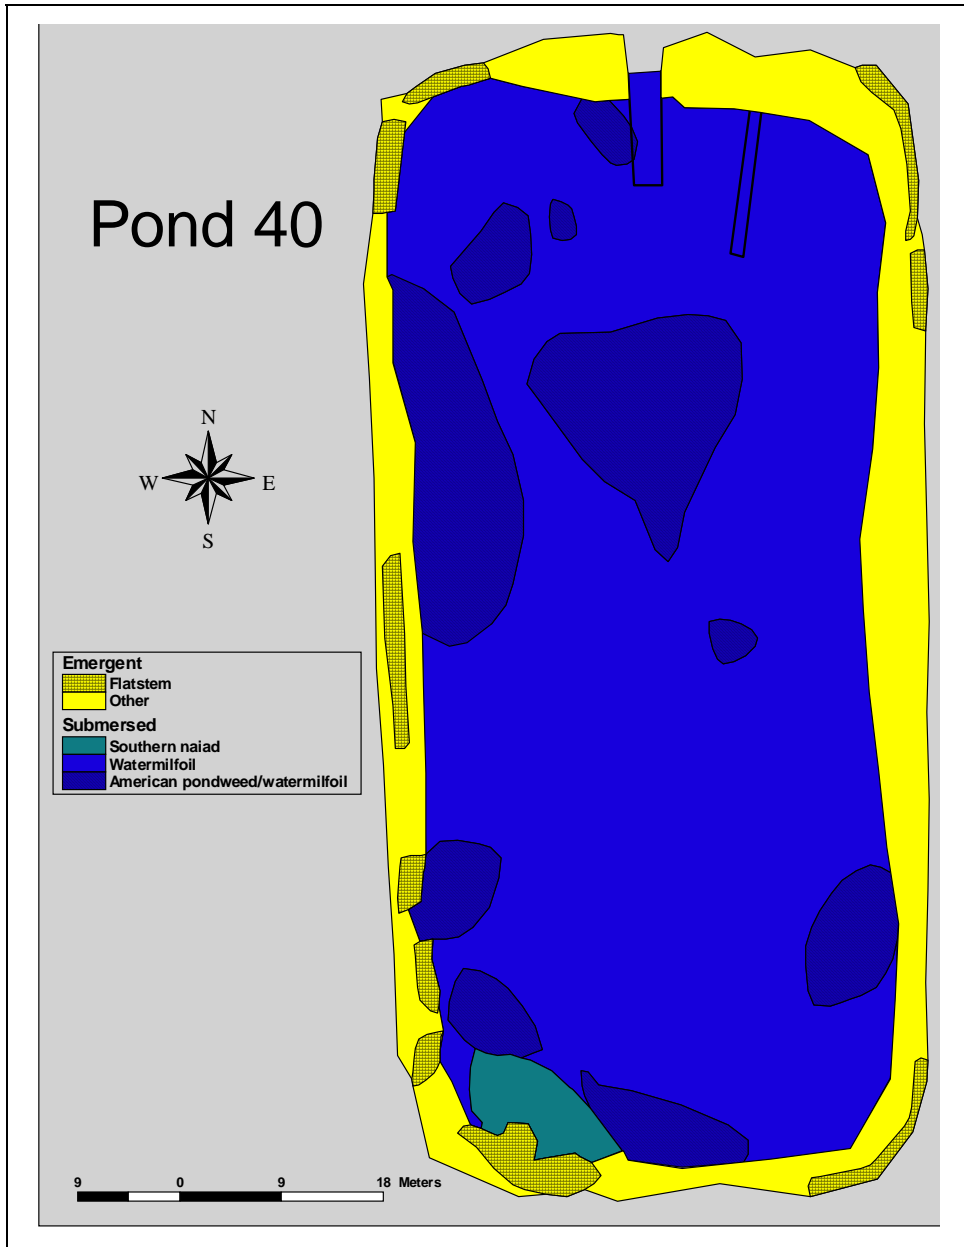 Pond 40
N
W E
S
Emergent
Flatstem
Other
Submersed
Southern naiad
Watermilfoil
American pondweed/watermilfoil
9 0 9 18 Meters